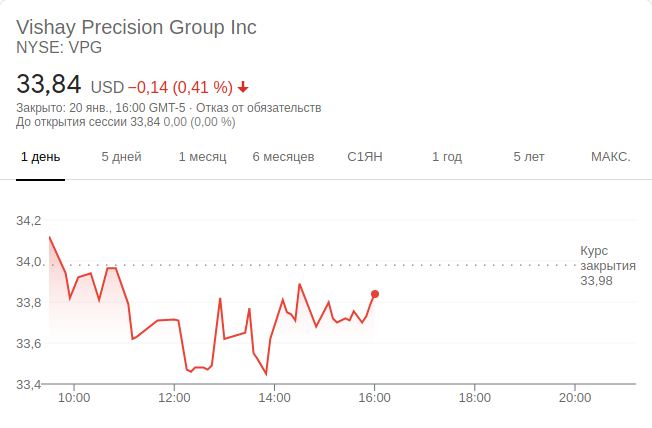 Vishay Precision Group Inc
NYSE: VPG
33,84 USD −0,14 (0,41 %)
Закрыто: 20 янв., 16:00 GMT-5 · Отказ от обязательств
До открытия сессии 33,84 0,00 (0,00 %)
1 день 5 дней 1 месяц 6 месяцев С1ЯН 1 год 5 лет МАКС.
34,2
34,0
33,8
33,6
33,4
Курс
закрытия
33,98
10:00 12:00 14:00 16:00 18:00 20:00